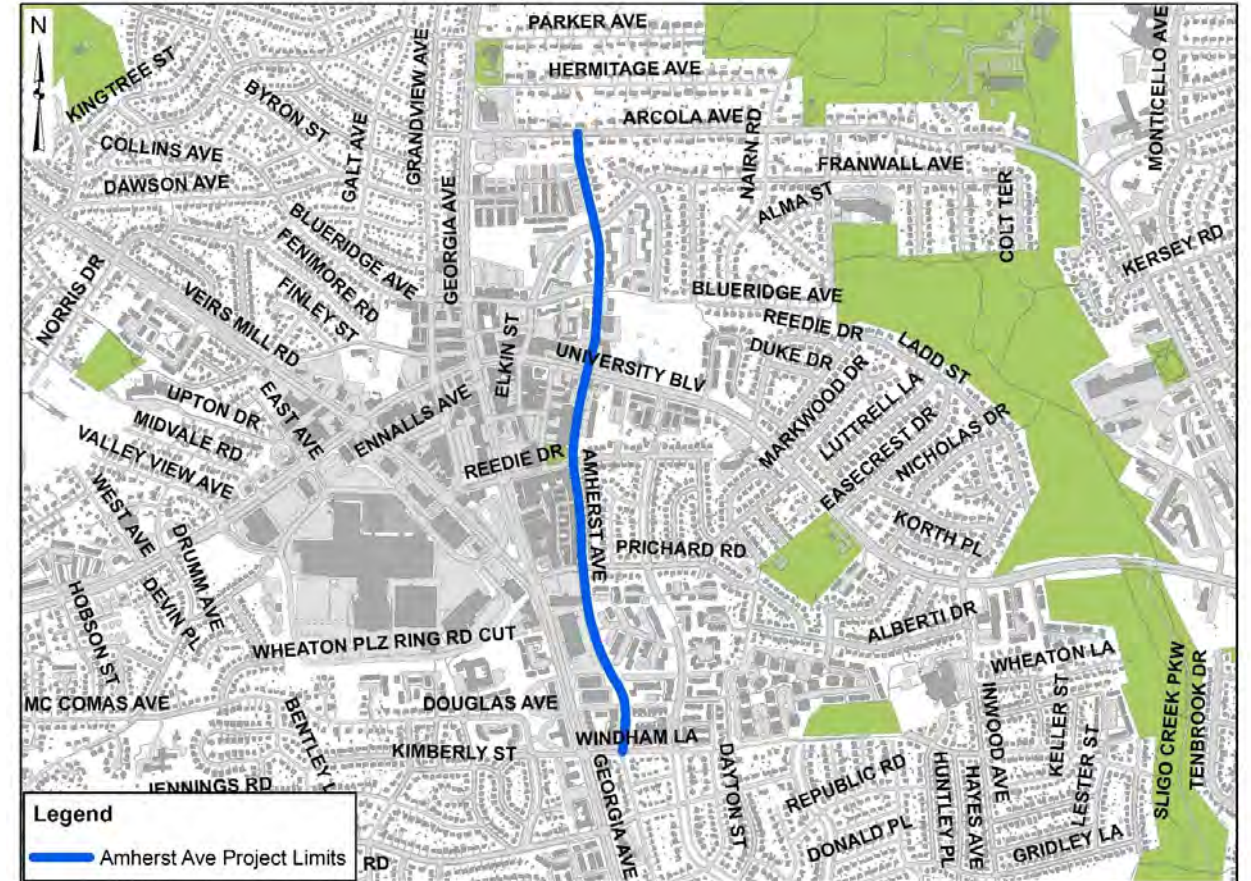 N
PARKER AVE
HERMITAGE AVE
ARCOLA AVE
MONTICELLO AVE
KINGTREE ST
BYRON ST
GALT AVE
GRANDVIEW AVE
COLLINS AVE
DAWSON AVE
GEORGIA AVE
NAIRN RD
FRANWALL AVE
ALMA ST
COLT TER
KERSEY RD
BLUERIDGE AVE
FENIMORE RD
FINLEY ST
NORRIS DR
VEIRS MILL RD
ELKIN ST
BLUERIDGE AVE
REEDIE DR
LADD ST
DUKE DR
UNIVERSITY BLV
MARKWOOD DR
LUTTRELL LA
EASECREST DR
NICHOLAS DR
KORTH PL
UPTON DR
MIDVALE RD
VALLEY VIEW AVE
EAST AVE
ENNALLS AVE
REEDIE DR
AMHERST AVE
PRICHARD RD
WEST AVE
DRUMM AVE
DEVIN PL
HOBSON ST
WHEATON PLZ RING RD CUT
ALBERTI DR
WHEATON LA
MC COMAS AVE
DOUGLAS AVE
BENTLEY
KIMBERLY ST
WINDHAM LA
GEORGIA AVE
DAYTON ST
REPUBLIC RD
DONALD PL
HUNTLEY PL
HAYES AVE
INWOOD AVE
KELLER ST
LESTER ST
GRIDLEY LA
SLIGO CREEK PKW
TENBROOK DR
JENNINGS RD
RD
Legend
Amherst Ave Project Limits